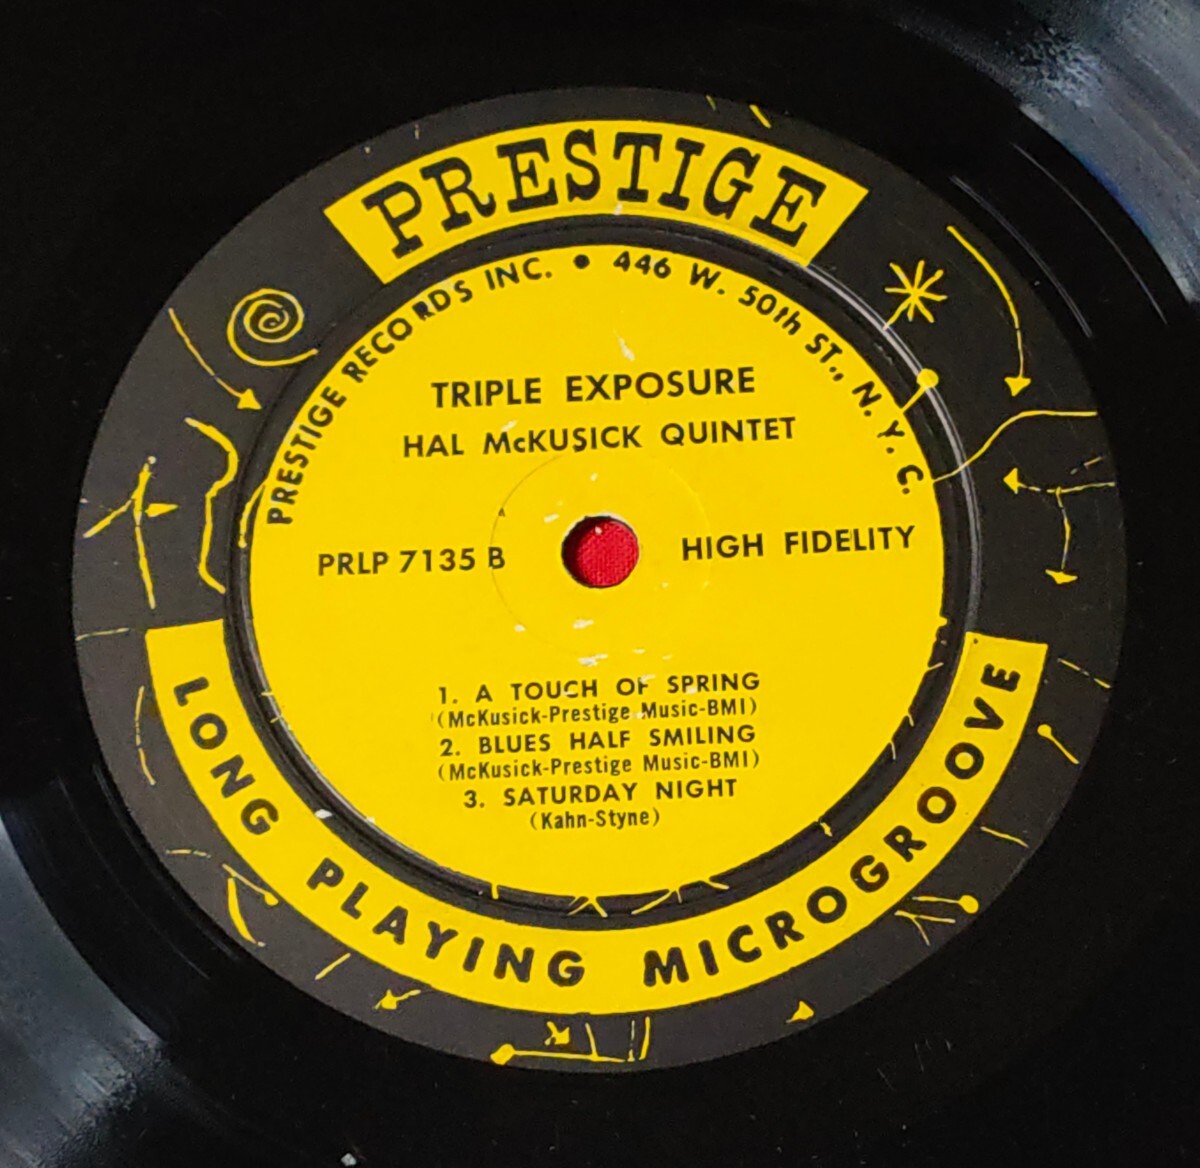 PRESTIGE
PRESTIGE RECORDS INC. • 446 W. 50th ST., N. Y. C.
TRIPLE EXPOSURE
HAL McKUSICK QUINTET
PRLP 7135 B
HIGH FIDELITY
1. A TOUCH OF SPRING
(McKusick-Prestige Music-BMI)
2. BLUES HALF SMILING
(McKusick-Prestige Music-BMI)
3. SATURDAY NIGHT
(Kahn-Styne)
LONG PLAYING MICROGROOVE